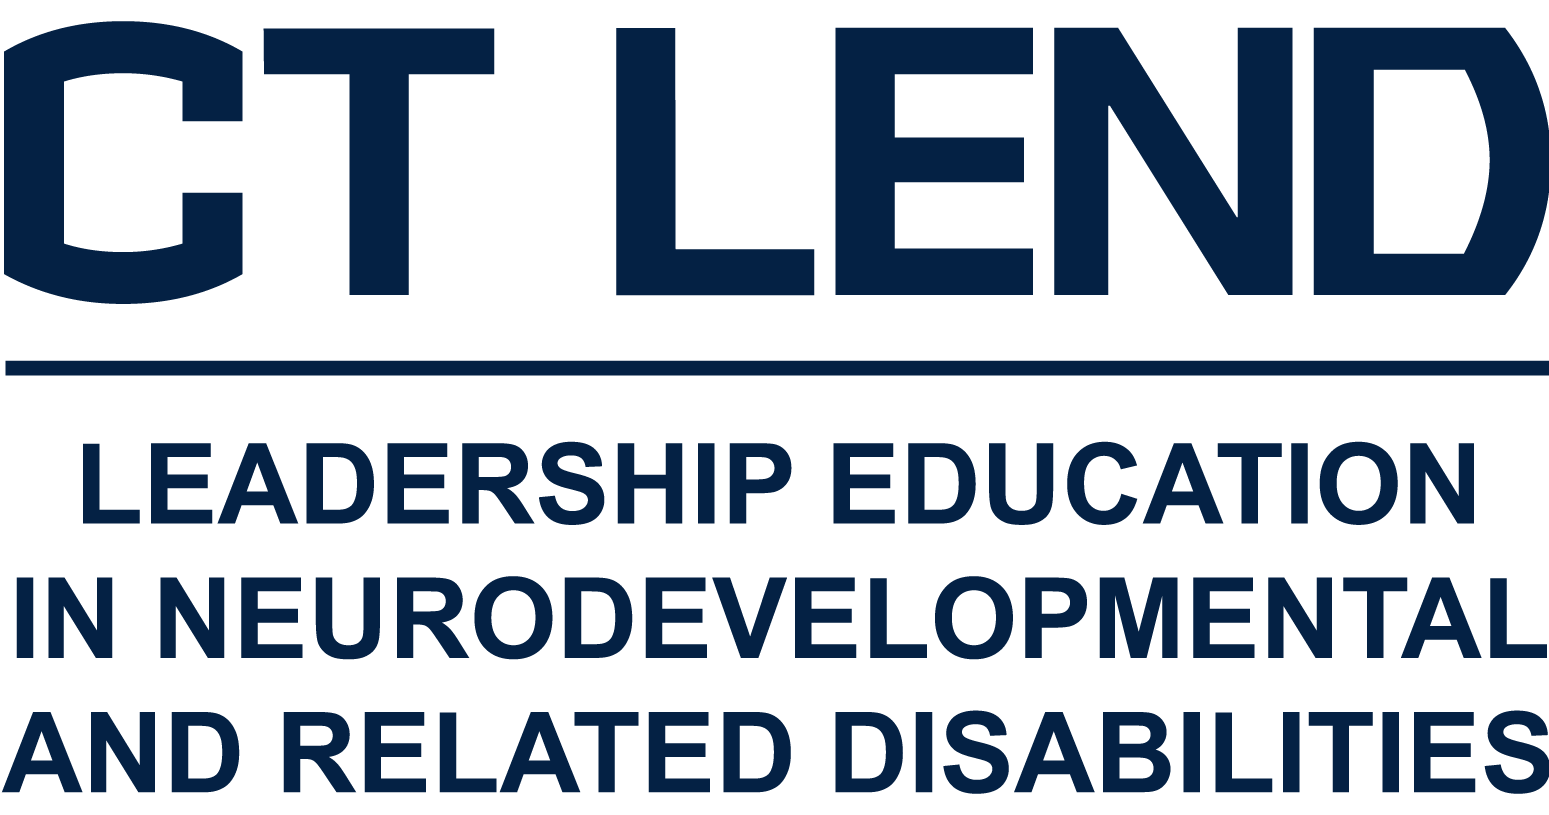 CT LEND
LEADERSHIP EDUCATION
IN NEURODEVELOPMENTAL
AND RELATED DISABILITIES